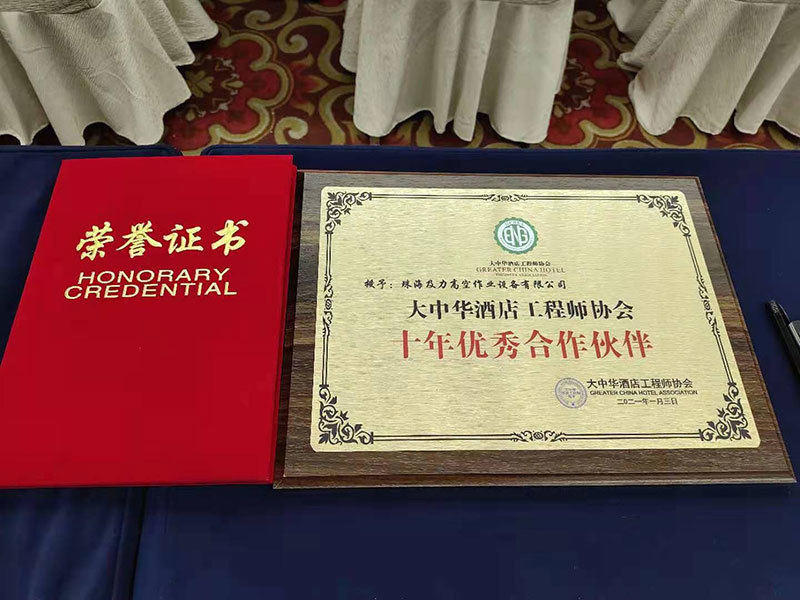 荣誉证书
HONORARY
CREDENTIAL
ENG
大中华酒店工程师协会
GREATER CHINA HOTEL
授予：珠海友力高空作业设备有限公司
大中华酒店工程师协会
十年优秀合作伙伴
大中华酒店工程师协会
GREATER CHINA HOTEL ASSOCIATION
二〇二一年一月三日